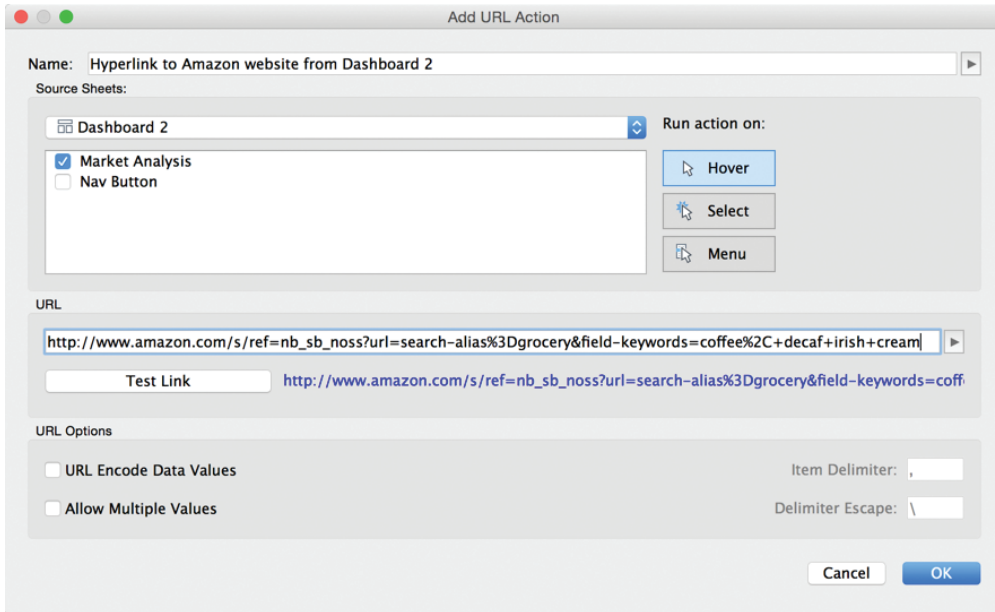 Add URL Action
Name: Hyperlink to Amazon website from Dashboard 2
Source Sheets:
Dashboard 2
Run action on:
Market Analysis
Nav Button
Hover
Select
Menu
URL
http://www.amazon.com/s/ref=nb_sb_noss?url=search-alias%3Dgrocery&field-keywords=coffee%2C+decaf+irish+cream
Test Link http://www.amazon.com/s/ref=nb_sb_noss?url=search-alias%3Dgrocery&field-keywords=coff
URL Options
URL Encode Data Values
Item Delimiter: ,
Allow Multiple Values
Delimiter Escape: \
Cancel OK